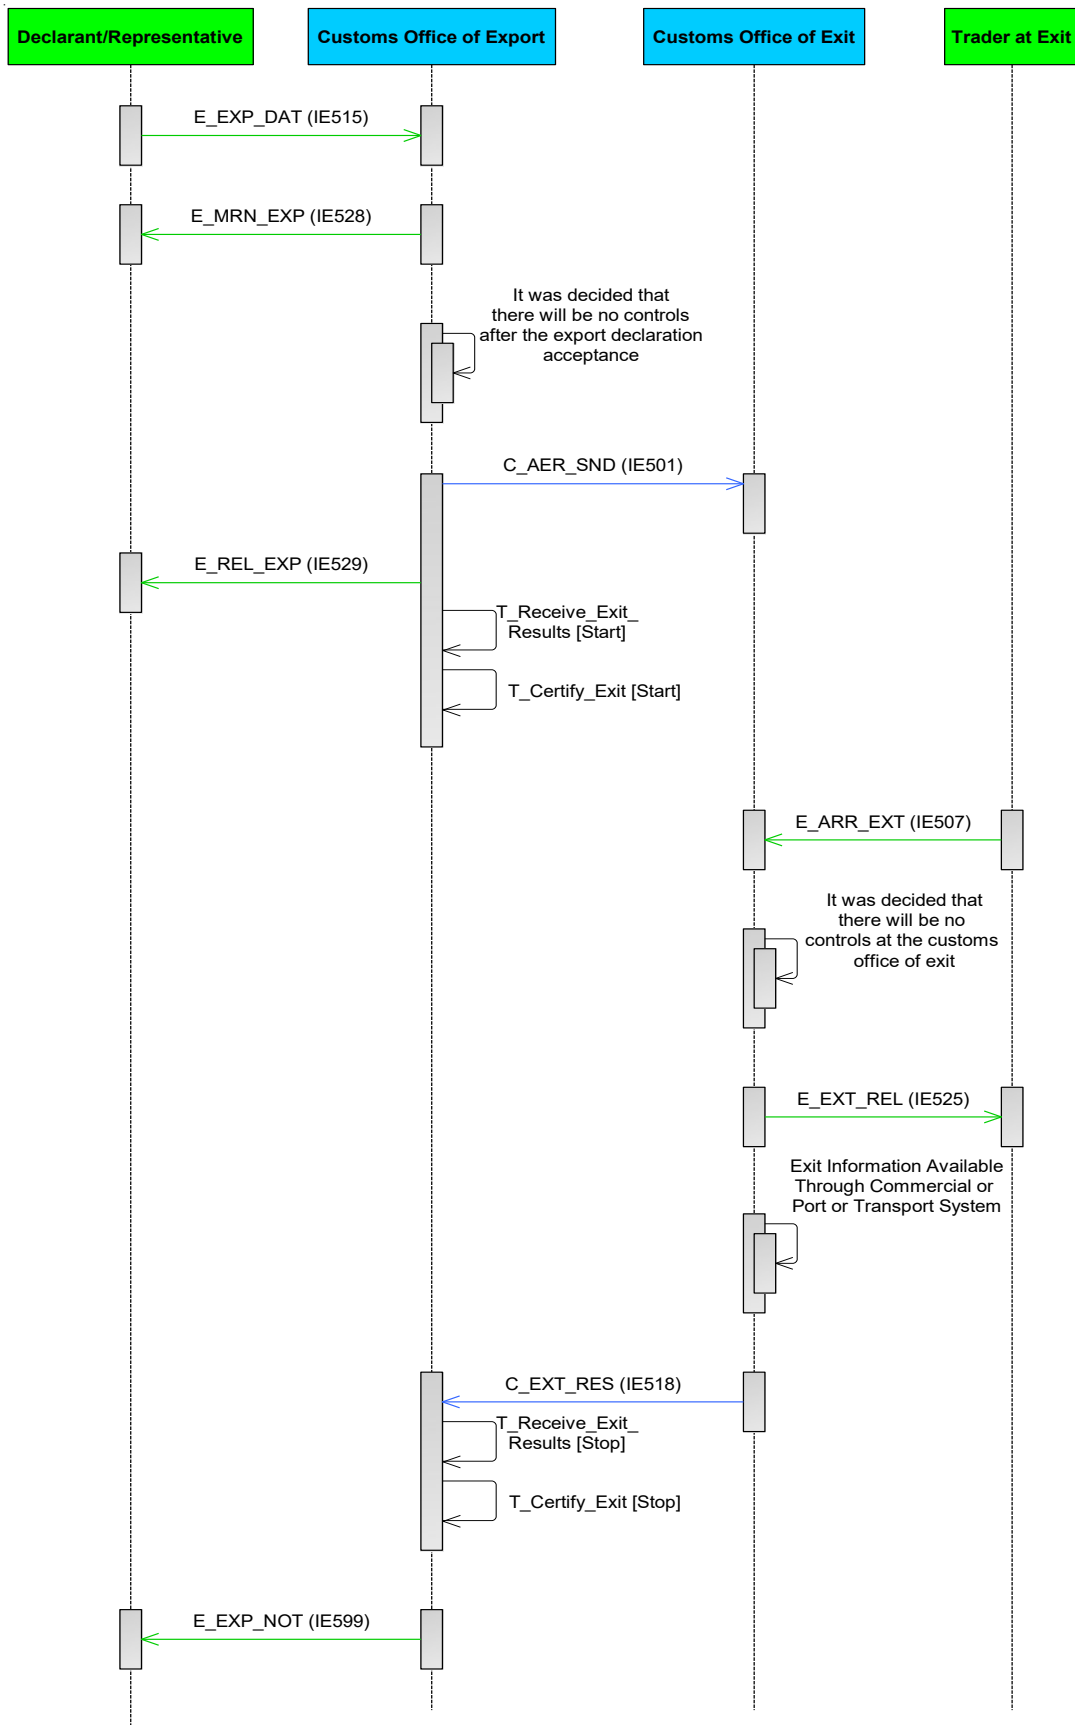 Declarant/Representative
Customs Office of Export
Customs Office of Exit
Trader at Exit
E_EXP_DAT (IE515)
E_MRN_EXP (IE528)
It was decided that
there will be no controls
after the export declaration
acceptance
C_AER_SND (IE501)
E_REL_EXP (IE529)
T_Receive_Exit_
Results [Start]
T_Certify_Exit [Start]
E_ARR_EXT (IE507)
It was decided that
there will be no
controls at the customs
office of exit
E_EXT_REL (IE525)
Exit Information Available
Through Commercial or
Port or Transport System
C_EXT_RES (IE518)
T_Receive_Exit_
Results [Stop]
T_Certify_Exit [Stop]
E_EXP_NOT (IE599)